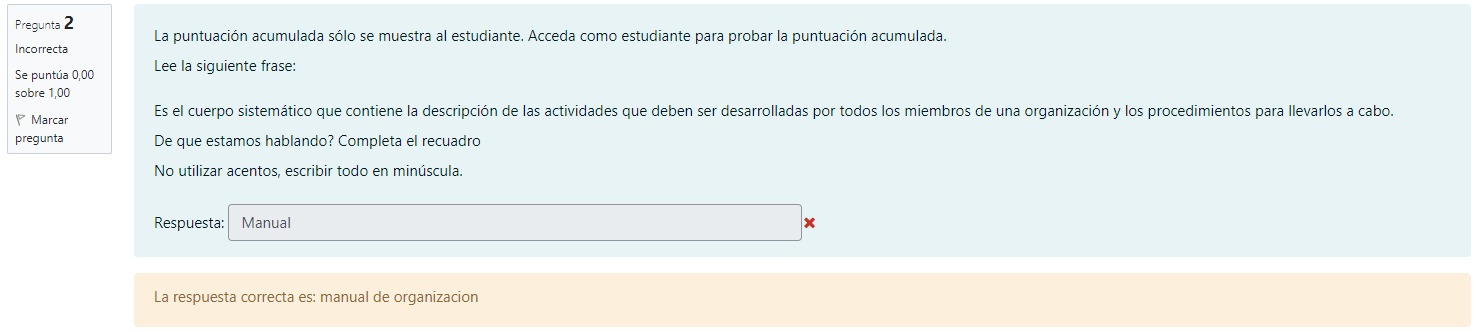 Pregunta 2
Incorrecta
Se puntúa 0,00
sobre 1,00
Marcar
pregunta
La puntuación acumulada sólo se muestra al estudiante. Acceda como estudiante para probar la puntuación acumulada.
Lee la siguiente frase:
Es el cuerpo sistemático que contiene la descripción de las actividades que deben ser desarrolladas por todos los miembros de una organización y los procedimientos para llevarlos a cabo.
De que estamos hablando? Completa el recuadro
No utilizar acentos, escribir todo en minúscula.
Respuesta: Manual
La respuesta correcta es: manual de organizacion